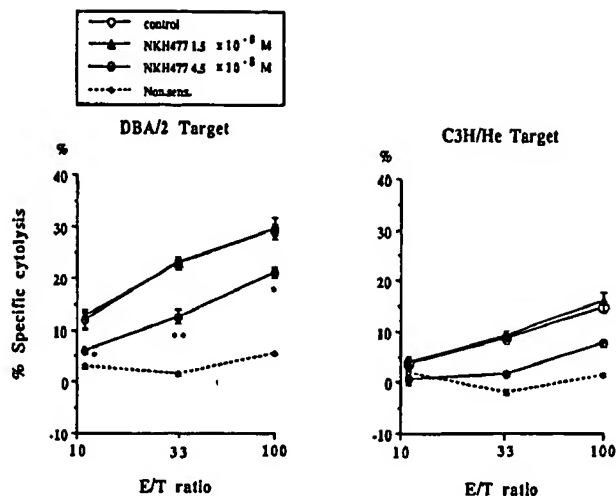 control
NKH477 1.5 × 10⁻⁸ M
NKH477 4.5 × 10⁻⁸ M
Non.sens.
DBA/2 Target
C3H/He Target
%
40
30
20
10
0
-10
% Specific cytolysis
*
**
*
10
33
100
E/T ratio
%
40
30
20
10
0
-10
10
33
100
E/T ratio